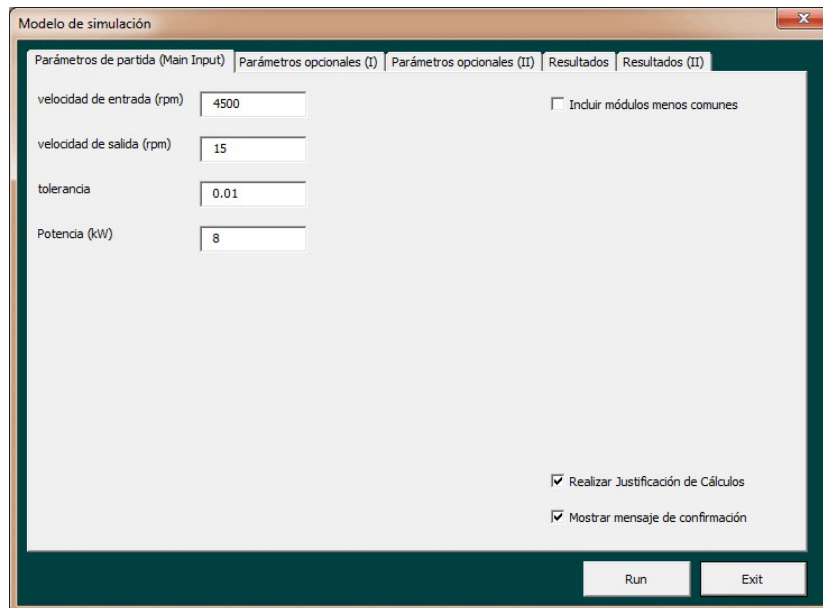 Modelo de simulación
Parámetros de partida (Main Input)
Parámetros opcionales (I)
Parámetros opcionales (II)
Resultados
Resultados (II)
velocidad de entrada (rpm)
4500
Incluir módulos menos comunes
velocidad de salida (rpm)
15
tolerancia
0.01
Potencia (kW)
8
Realizar Justificación de Cálculos
Mostrar mensaje de confirmación
Run
Exit